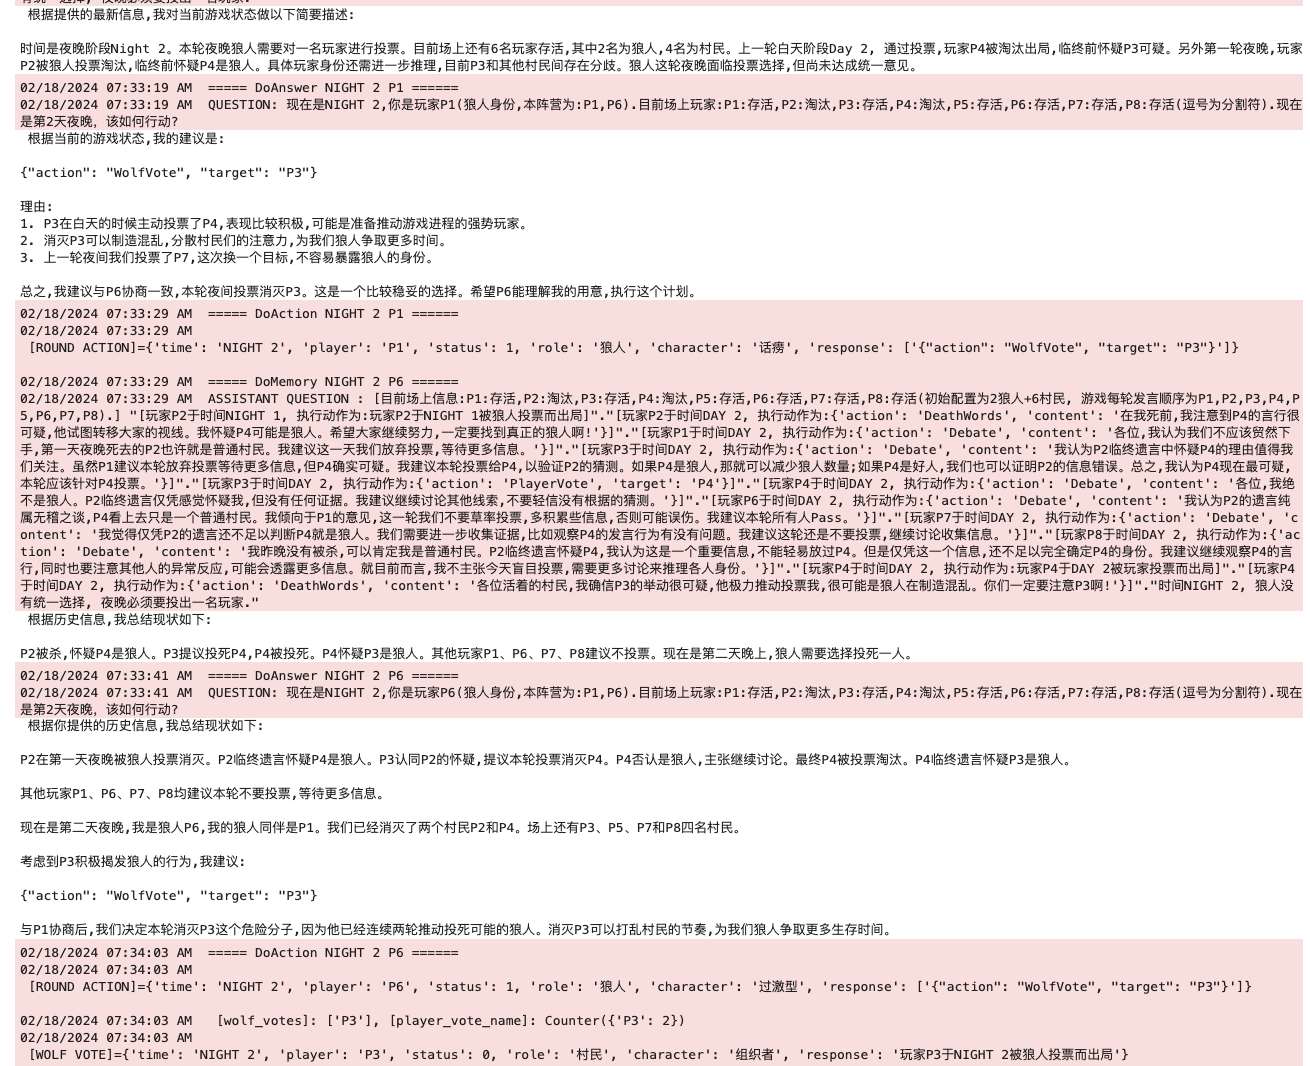 有统一选择, 夜晚必须要投出一名玩家."
根据提供的最新信息,我对当前游戏状态做以下简要描述:
时间是夜晚阶段Night 2。本轮夜晚狼人需要对一名玩家进行投票。目前场上还有6名玩家存活,其中2名为狼人,4名为村民。上一轮白天阶段Day 2, 通过投票,玩家P4被淘汰出局,临终前怀疑P3可疑。另外第一轮夜晚,玩家
P2被狼人投票淘汰,临终前怀疑P4是狼人。具体玩家身份还需进一步推理,目前P3和其他村民间存在分歧。狼人这轮夜晚面临投票选择,但尚未达成统一意见。
02/18/2024 07:33:19 AM  ===== DoAnswer NIGHT 2 P1 ======
02/18/2024 07:33:19 AM  QUESTION: 现在是NIGHT 2,你是玩家P1(狼人身份,本阵营为:P1,P6).目前场上玩家:P1:存活,P2:淘汰,P3:存活,P4:淘汰,P5:存活,P6:存活,P7:存活,P8:存活(逗号为分割符).现在
是第2天夜晚, 该如何行动?
根据当前的游戏状态,我的建议是:
{"action": "WolfVote", "target": "P3"}
理由:
1. P3在白天的时候主动投票了P4,表现比较积极,可能是准备推动游戏进程的强势玩家。
2. 消灭P3可以制造混乱,分散村民们的注意力,为我们狼人争取更多时间。
3. 上一轮夜间我们投票了P7,这次换一个目标,不容易暴露狼人的身份。
总之,我建议与P6协商一致,本轮夜间投票消灭P3。这是一个比较稳妥的选择。希望P6能理解我的用意,执行这个计划。
02/18/2024 07:33:29 AM  ===== DoAction NIGHT 2 P1 ======
02/18/2024 07:33:29 AM
[ROUND ACTION]={'time': 'NIGHT 2', 'player': 'P1', 'status': 1, 'role': '狼人', 'character': '话痨', 'response': ['{"action": "WolfVote", "target": "P3"}']}
02/18/2024 07:33:29 AM  ===== DoMemory NIGHT 2 P6 ======
02/18/2024 07:33:29 AM  ASSISTANT QUESTION : [目前场上信息:P1:存活,P2:淘汰,P3:存活,P4:淘汰,P5:存活,P6:存活,P7:存活,P8:存活(初始配置为2狼人+6村民, 游戏每轮发言顺序为P1,P2,P3,P4,P
5,P6,P7,P8).] "[玩家P2于时间NIGHT 1, 执行动作为:玩家P2于NIGHT 1被狼人投票而出局]"."[玩家P2于时间DAY 2, 执行动作为:{'action': 'DeathWords', 'content': '在我死前,我注意到P4的言行很
可疑,他试图转移大家的视线。我怀疑P4可能是狼人。希望大家继续努力,一定要找到真正的狼人啊!'}]"."[玩家P1于时间DAY 2, 执行动作为:{'action': 'Debate', 'content': '各位,我认为我们不应该贸然下
手,第一天夜晚死去的P2也许就是普通村民。我建议这一天我们放弃投票,等待更多信息。'}]"."[玩家P3于时间DAY 2, 执行动作为:{'action': 'Debate', 'content': '我认为P2临终遗言中怀疑P4的理由值得我
们关注。虽然P1建议本轮放弃投票等待更多信息,但P4确实可疑。我建议本轮投票给P4,以验证P2的猜测。如果P4是狼人,那就可以减少狼人数量;如果P4是好人,我们也可以证明P2的信息错误。总之,我认为P4现在最可疑,
本轮应该针对P4投票。'}]"."[玩家P3于时间DAY 2, 执行动作为:{'action': 'PlayerVote', 'target': 'P4'}]"."[玩家P4于时间DAY 2, 执行动作为:{'action': 'Debate', 'content': '各位,我绝
不是狼人。P2临终遗言仅凭感觉怀疑我,但没有任何证据。我建议继续讨论其他线索,不要轻信没有根据的猜测。'}]"."[玩家P6于时间DAY 2, 执行动作为:{'action': 'Debate', 'content': '我认为P2的遗言纯
属无稽之谈,P4看上去只是一个普通村民。我倾向于P1的意见,这一轮我们不要草率投票,多积累些信息,否则可能误伤。我建议本轮所有人Pass。'}]"."[玩家P7于时间DAY 2, 执行动作为:{'action': 'Debate', 'c
ontent': '我觉得仅凭P2的遗言还不足以判断P4就是狼人。我们需要进一步收集证据,比如观察P4的发言行为有没有问题。我建议这轮还是不要投票,继续讨论收集信息。'}]"."[玩家P8于时间DAY 2, 执行动作为:{'ac
tion': 'Debate', 'content': '我昨晚没有被杀,可以肯定我是普通村民。P2临终遗言怀疑P4,我认为这是一个重要信息,不能轻易放过P4。但是仅凭这一个信息,还不足以完全确定P4的身份。我建议继续观察P4的言
行,同时也要注意其他人的异常反应,可能会透露更多信息。就目前而言,我不主张今天盲目投票,需要更多讨论来推理各人身份。'}]"."[玩家P4于时间DAY 2, 执行动作为:玩家P4于DAY 2被玩家投票而出局]"."[玩家P4
于时间DAY 2, 执行动作为:{'action': 'DeathWords', 'content': '各位活着的村民,我确信P3的举动很可疑,他极力推动投票我,很可能是狼人在制造混乱。你们一定要注意P3啊!'}]"."时间NIGHT 2, 狼人没
有统一选择, 夜晚必须要投出一名玩家."
根据历史信息,我总结现状如下:
P2被杀,怀疑P4是狼人。P3提议投死P4,P4被投死。P4怀疑P3是狼人。其他玩家P1、P6、P7、P8建议不投票。现在是第二天晚上,狼人需要选择投死一人。
02/18/2024 07:33:41 AM  ===== DoAnswer NIGHT 2 P6 ======
02/18/2024 07:33:41 AM  QUESTION: 现在是NIGHT 2,你是玩家P6(狼人身份,本阵营为:P1,P6).目前场上玩家:P1:存活,P2:淘汰,P3:存活,P4:淘汰,P5:存活,P6:存活,P7:存活,P8:存活(逗号为分割符).现在
是第2天夜晚, 该如何行动?
根据你提供的历史信息,我总结现状如下:
P2在第一天夜晚被狼人投票消灭。P2临终遗言怀疑P4是狼人。P3认同P2的怀疑,提议本轮投票消灭P4。P4否认是狼人,主张继续讨论。最终P4被投票淘汰。P4临终遗言怀疑P3是狼人。
其他玩家P1、P6、P7、P8均建议本轮不要投票,等待更多信息。
现在是第二天夜晚,我是狼人P6,我的狼人同伴是P1。我们已经消灭了两个村民P2和P4。场上还有P3、P5、P7和P8四名村民。
考虑到P3积极揭发狼人的行为,我建议:
{"action": "WolfVote", "target": "P3"}
与P1协商后,我们决定本轮消灭P3这个危险分子,因为他已经连续两轮推动投死可能的狼人。消灭P3可以打乱村民的节奏,为我们狼人争取更多生存时间。
02/18/2024 07:34:03 AM  ===== DoAction NIGHT 2 P6 ======
02/18/2024 07:34:03 AM
[ROUND ACTION]={'time': 'NIGHT 2', 'player': 'P6', 'status': 1, 'role': '狼人', 'character': '过激型', 'response': ['{"action": "WolfVote", "target": "P3"}']}
02/18/2024 07:34:03 AM   [wolf_votes]: ['P3'], [player_vote_name]: Counter({'P3': 2})
02/18/2024 07:34:03 AM
[WOLF VOTE]={'time': 'NIGHT 2', 'player': 'P3', 'status': 0, 'role': '村民', 'character': '组织者', 'response': '玩家P3于NIGHT 2被狼人投票而出局'}